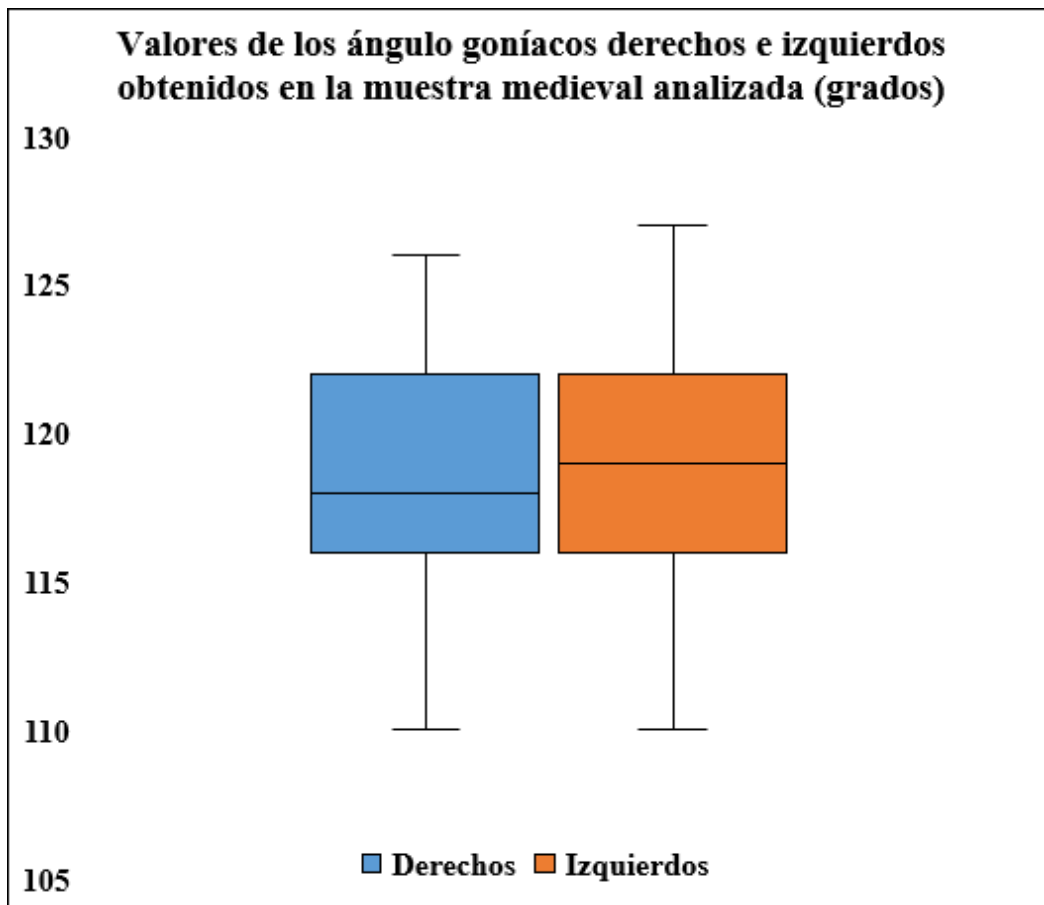 Valores de los ángulo goníacos derechos e izquierdos
obtenidos en la muestra medieval analizada (grados)
130
125
120
115
110
105
Derechos Izquierdos